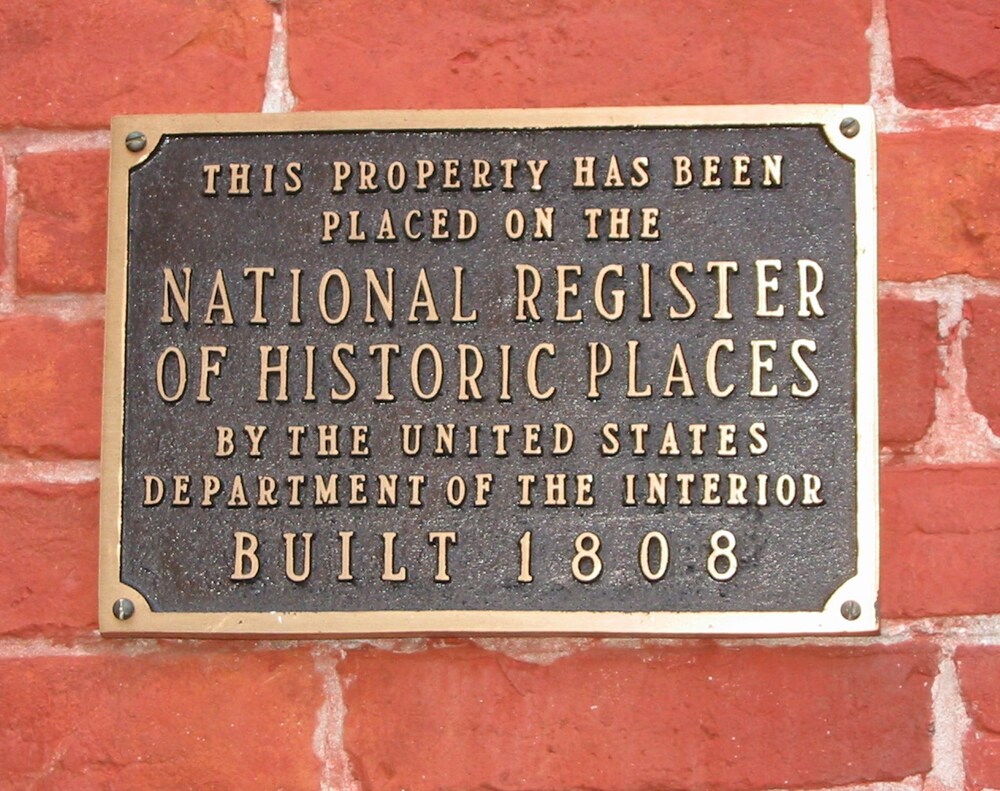 THIS PROPERTY HAS BEEN
PLACED ON THE
NATIONAL REGISTER
OF HISTORIC PLACES
BY THE UNITED STATES
DEPARTMENT OF THE INTERIOR
BUILT 1808